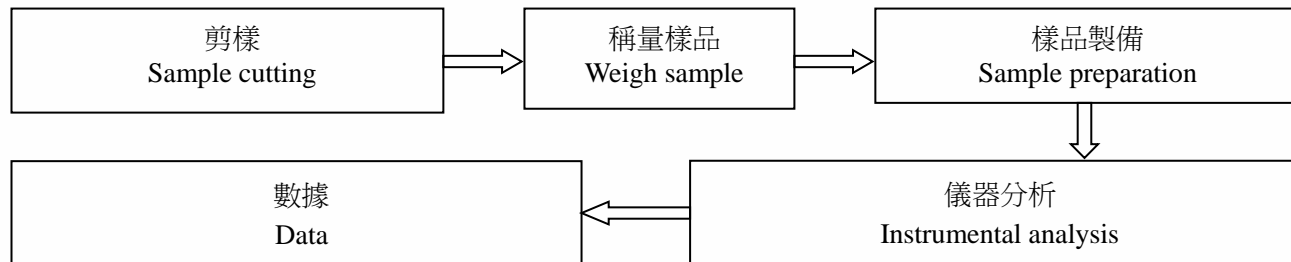 剪樣
Sample cutting
稱量樣品
Weigh sample
樣品製備
Sample preparation
儀器分析
Instrumental analysis
數據
Data